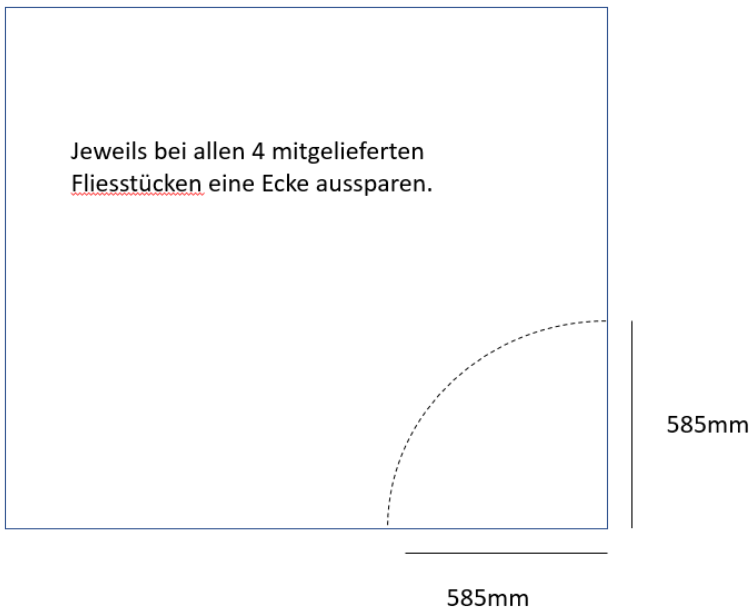 Jeweils bei allen 4 mitgelieferten
Fliesstücken eine Ecke aussparen.
585mm
585mm